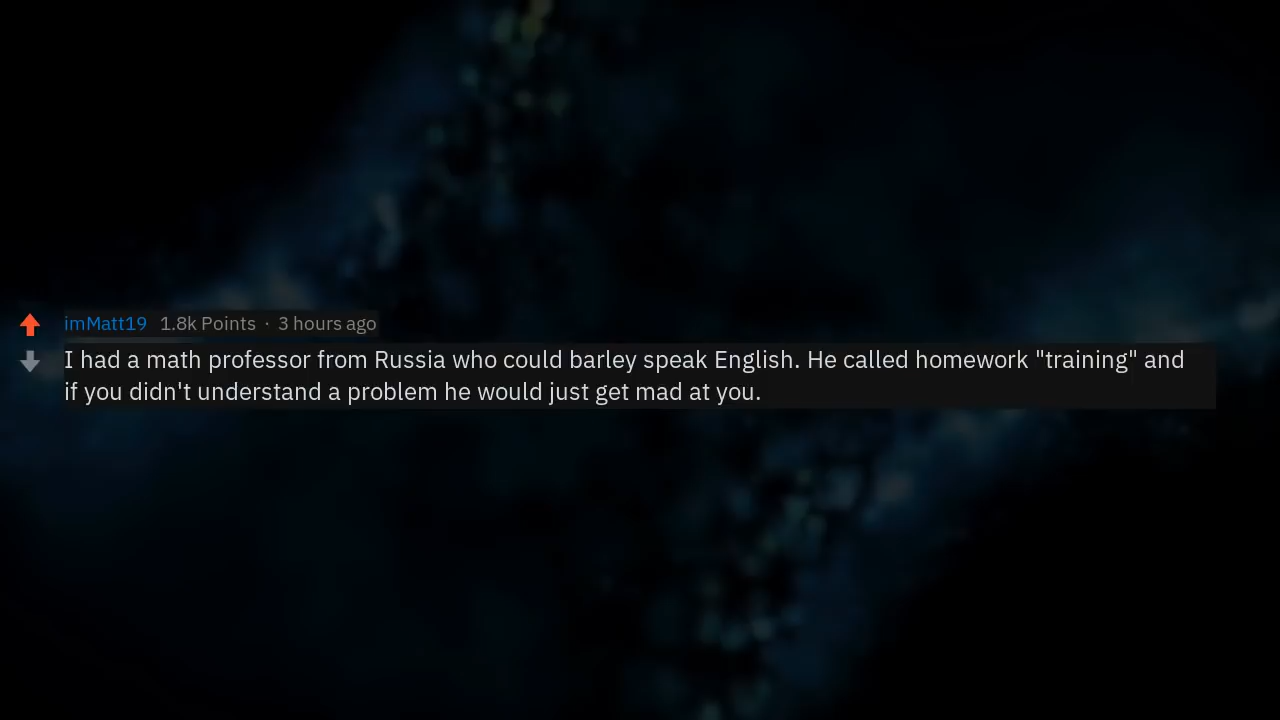 imMatt19 1.8k Points · 3 hours ago
I had a math professor from Russia who could barley speak English. He called homework "training" and
if you didn't understand a problem he would just get mad at you.